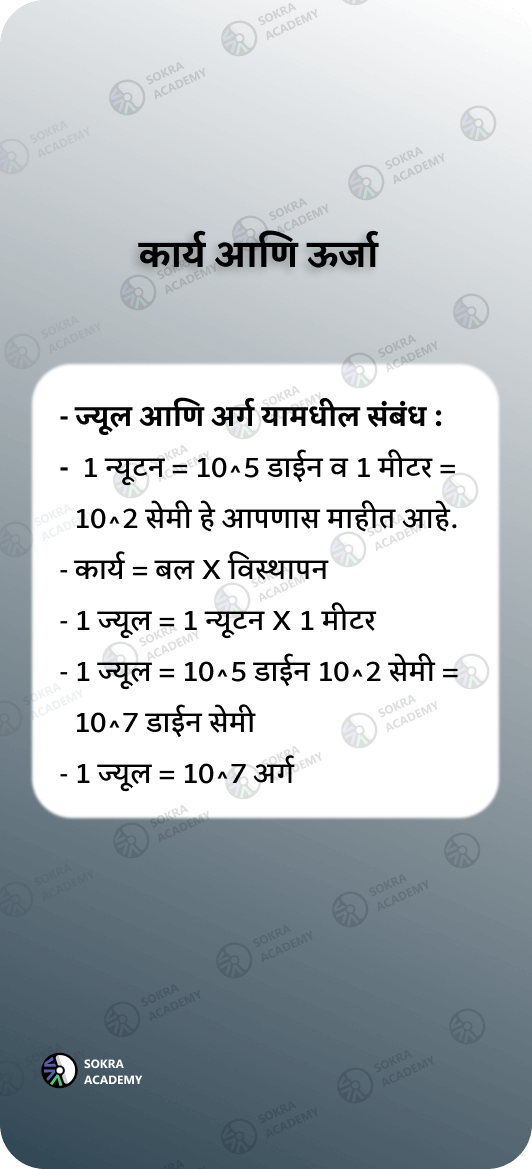 कार्य आणि ऊर्जा
- ज्यूल आणि अर्ग यामधील संबंध :
- 1 न्यूटन = 10^5 डाईन व 1 मीटर =
10^2 सेमी हे आपणास माहीत आहे.
- कार्य = बल X विस्थापन
- 1 ज्यूल = 1 न्यूटन X 1 मीटर
- 1 ज्यूल = 10^5 डाईन 10^2 सेमी =
10^7 डाईन सेमी
- 1 ज्यूल = 10^7 अर्ग
SOKRA
ACADEMY